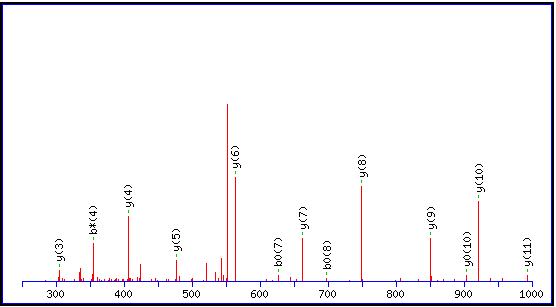 y(3)
b*(4)
y(4)
y(5)
y(6)
b0(7)
y(7)
b0(8)
y(8)
y(9)
y0(10)
y(10)
y(11)
300 400 500 600 700 800 900 1000